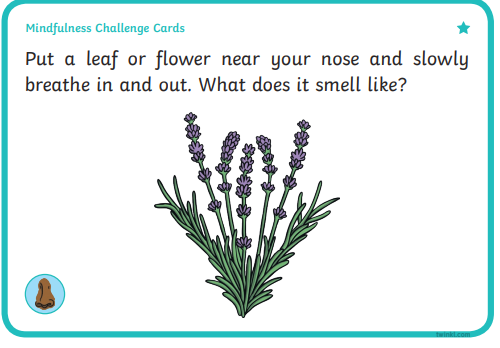 Mindfulness Challenge Cards
Put a leaf or flower near your nose and slowly
breathe in and out. What does it smell like?
twinkl.com